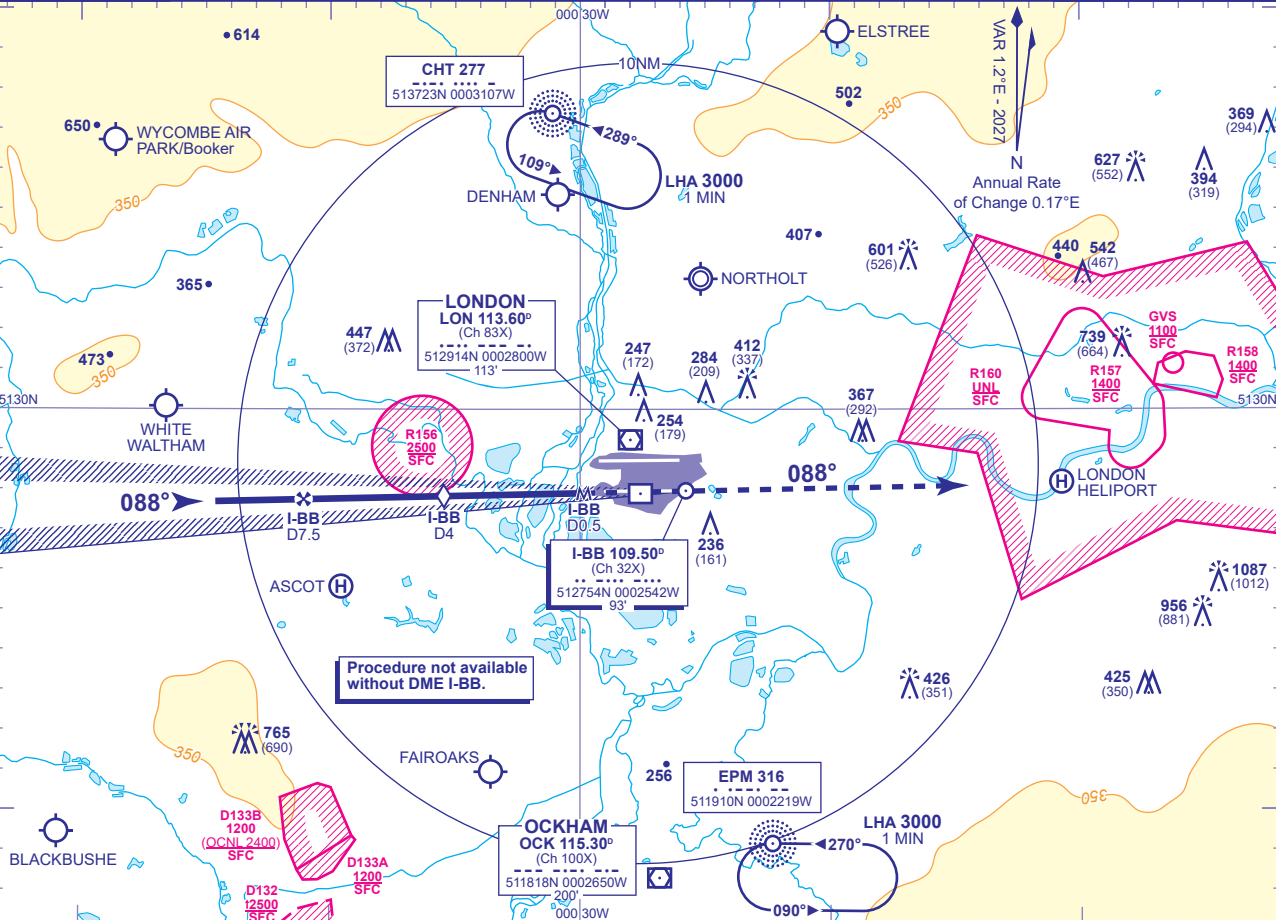 000 30W
614
ELSTREE
VAR 1.2°E - 2027
CHT 277
513723N 0003107W
10NM
502
350
369
(294)
650
WYCOMBE AIR
PARK/Booker
289°
109°
627
(552)
394
(319)
N
Annual Rate
of Change 0.17°E
DENHAM
LHA 3000
1 MIN
350
407
601
(526)
440
542
(467)
365
NORTHOLT
LONDON
LON 113.60ᴰ
(Ch 83X)
512914N 0002800W
113'
447
(372)
739
(664)
GVS
1100
SFC
247
(172)
284
(209)
412
(337)
R158
1400
SFC
473
350
R160
UNL
SFC
R157
1400
SFC
5130N
5130N
367
(292)
254
(179)
WHITE
WALTHAM
R156
2500
SFC
088°
088°
LONDON
HELIPORT
I-BB
D7.5
I-BB
D4
I-BB
D0.5
236
(161)
I-BB 109.50ᴰ
(Ch 32X)
512754N 0002542W
93'
ASCOT
1087
(1012)
956
(881)
Procedure not available
without DME I-BB.
426
(351)
425
(350)
765
(690)
350
FAIROAKS
256
EPM 316
511910N 0002219W
350
D133B
1200
(OCNL 2400)
SFC
OCKHAM
OCK 115.30ᴰ
(Ch 100X)
511818N 0002650W
200'
LHA 3000
1 MIN
270°
090°
BLACKBUSHE
D133A
1200
SFC
D132
2500
SFC
000 30W